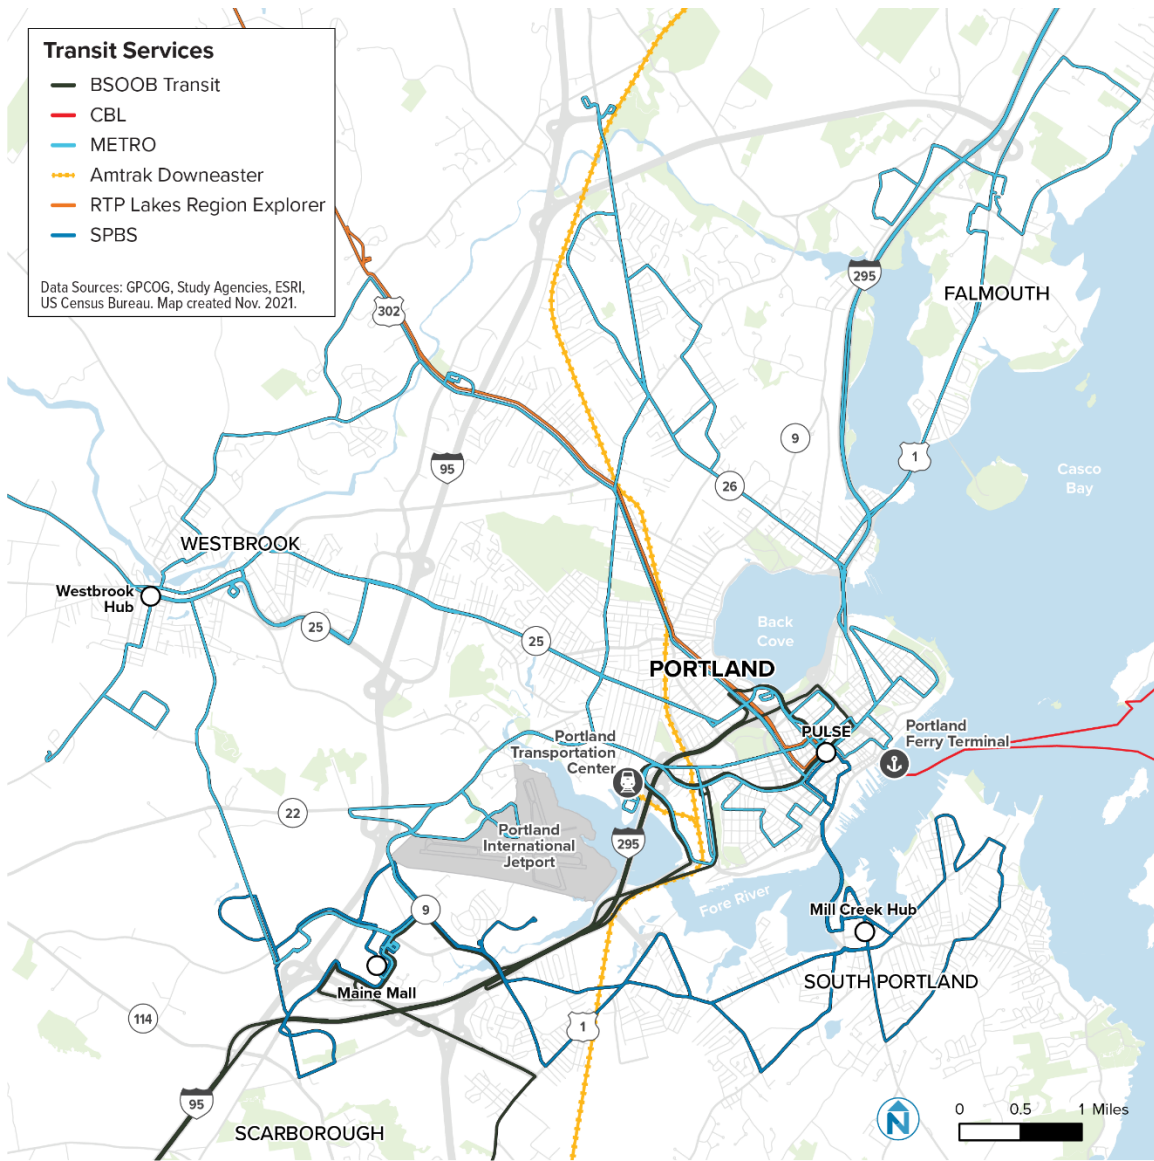 Transit Services
BSOOB Transit
CBL
METRO
Amtrak Downeaster
RTP Lakes Region Explorer
SPBS
Data Sources: GPCOG, Study Agencies, ESRI,
US Census Bureau. Map created Nov. 2021.
302
295
FALMOUTH
9
1
95
26
Casco
Bay
WESTBROOK
Westbrook
Hub
25
25
Back
Cove
PORTLAND
Portland
Transportation
Center
PULSE
Portland
Ferry Terminal
22
295
Portland
International
Jetport
9
Fore River
Mill Creek Hub
Maine Mall
SOUTH PORTLAND
114
1
95
SCARBOROUGH
N
0 0.5 1 Miles